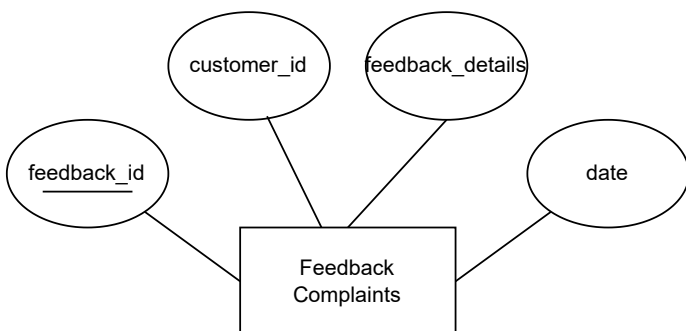 customer_id
feedback_details
feedback_id
date
Feedback
Complaints